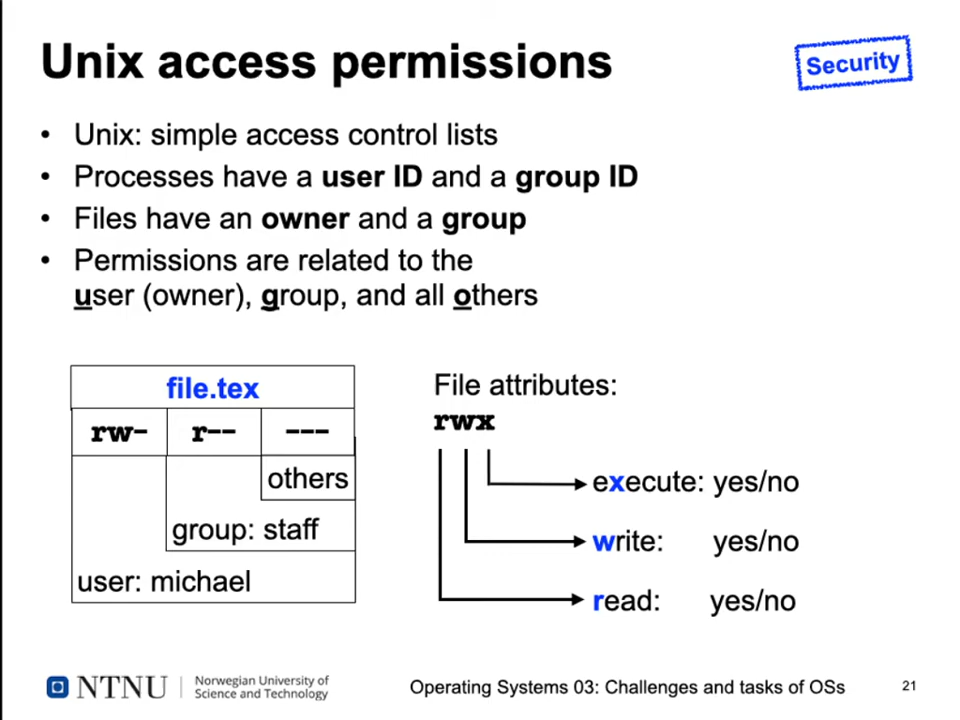 Unix access permissions
Security
• Unix: simple access control lists
• Processes have a user ID and a group ID
• Files have an owner and a group
• Permissions are related to the
user (owner), group, and all others
file.tex
rw- r-- ---
others
group: staff
user: michael
File attributes:
rwx
execute: yes/no
write: yes/no
read: yes/no
NTNU
Norwegian University of
Science and Technology
Operating Systems 03: Challenges and tasks of OSs
21